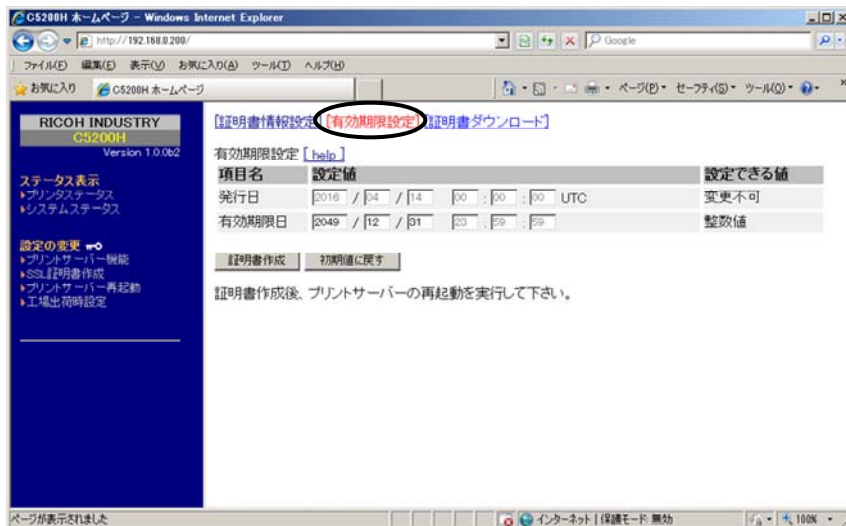 C5200H ホームページ - Windows Internet Explorer
http://192.168.0.200/
Google
ファイル(F) 編集(E) 表示(V) お気に入り(A) ツール(T) ヘルプ(H)
お気に入り C5200H ホームページ
ページ(P) セーフティ(S) ツール(O)
RICOH INDUSTRY
C5200H
Version 1.0.0b2
ステータス表示
プリンタステータス
システムステータス
設定の変更
プリントサーバー機能
SSL証明書作成
プリントサーバー再起動
工場出荷時設定
[証明書情報設定] [有効期限設定] [証明書ダウンロード]
有効期限設定 [ help ]
項目名 設定値 設定できる値
発行日 2016 / 04 / 14 00 : 00 : 00 UTC 変更不可
有効期限日 2049 / 12 / 31 23 : 59 : 59 整数値
証明書作成 初期値に戻す
証明書作成後、プリントサーバーの再起動を実行して下さい。
ページが表示されました
インターネット | 保護モード: 無効
100%